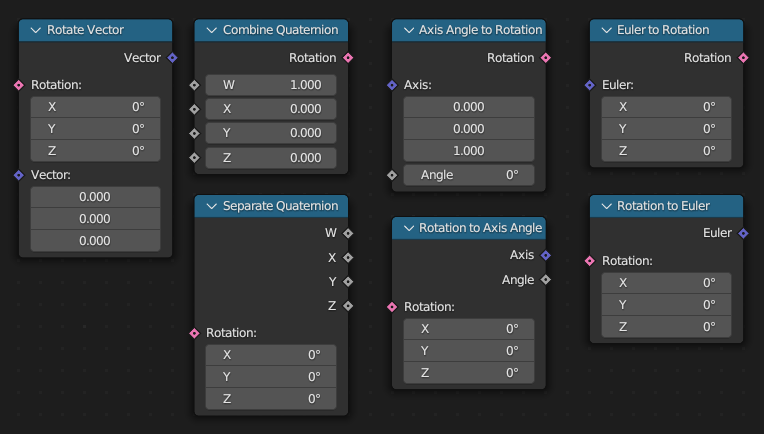 Rotate Vector
Vector
Rotation:
X 0°
Y 0°
Z 0°
Vector:
0.000
0.000
0.000
Combine Quaternion
Rotation
W 1.000
X 0.000
Y 0.000
Z 0.000
Separate Quaternion
W
X
Y
Z
Rotation:
X 0°
Y 0°
Z 0°
Axis Angle to Rotation
Rotation
Axis:
0.000
0.000
1.000
Angle 0°
Rotation to Axis Angle
Axis
Angle
Rotation:
X 0°
Y 0°
Z 0°
Euler to Rotation
Rotation
Euler:
X 0°
Y 0°
Z 0°
Rotation to Euler
Euler
Rotation:
X 0°
Y 0°
Z 0°